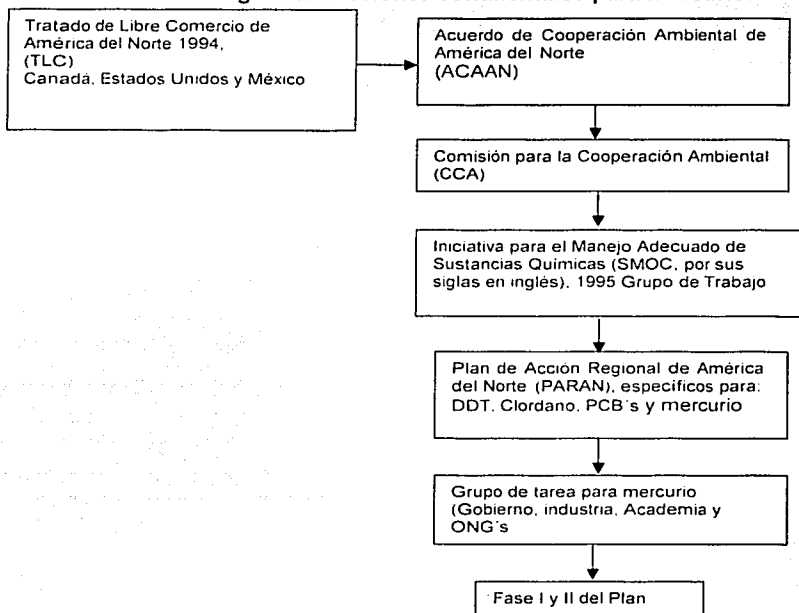 Tratado de Libre Comercio de
América del Norte 1994,
(TLC)
Canadá, Estados Unidos y México
Acuerdo de Cooperación Ambiental de
América del Norte
(ACAAN)
Comisión para la Cooperación Ambiental
(CCA)
Iniciativa para el Manejo Adecuado de
Sustancias Químicas (SMOC, por sus
siglas en inglés), 1995 Grupo de Trabajo
Plan de Acción Regional de América
del Norte (PARAN), específicos para:
DDT, Clordano, PCB´s y mercurio
Grupo de tarea para mercurio
(Gobierno, industria, Academia y
ONG´s
Fase I y II del Plan